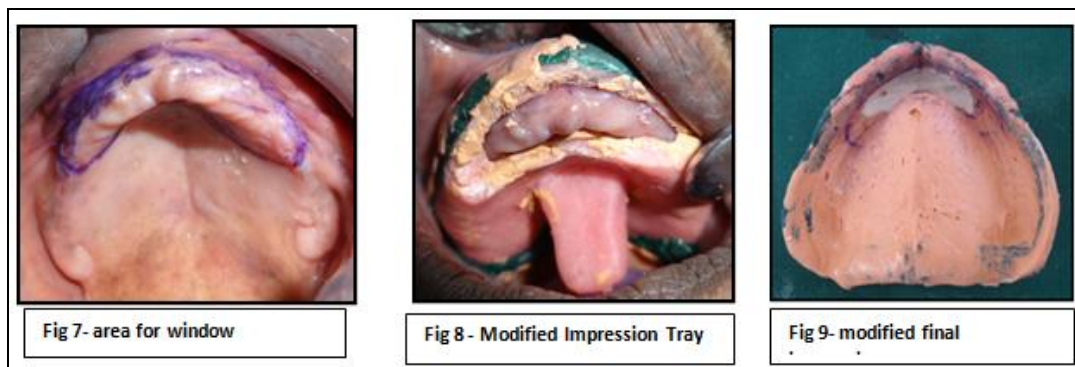 Fig 7- area for window
Fig 8 - Modified Impression Tray
Fig 9- modified final